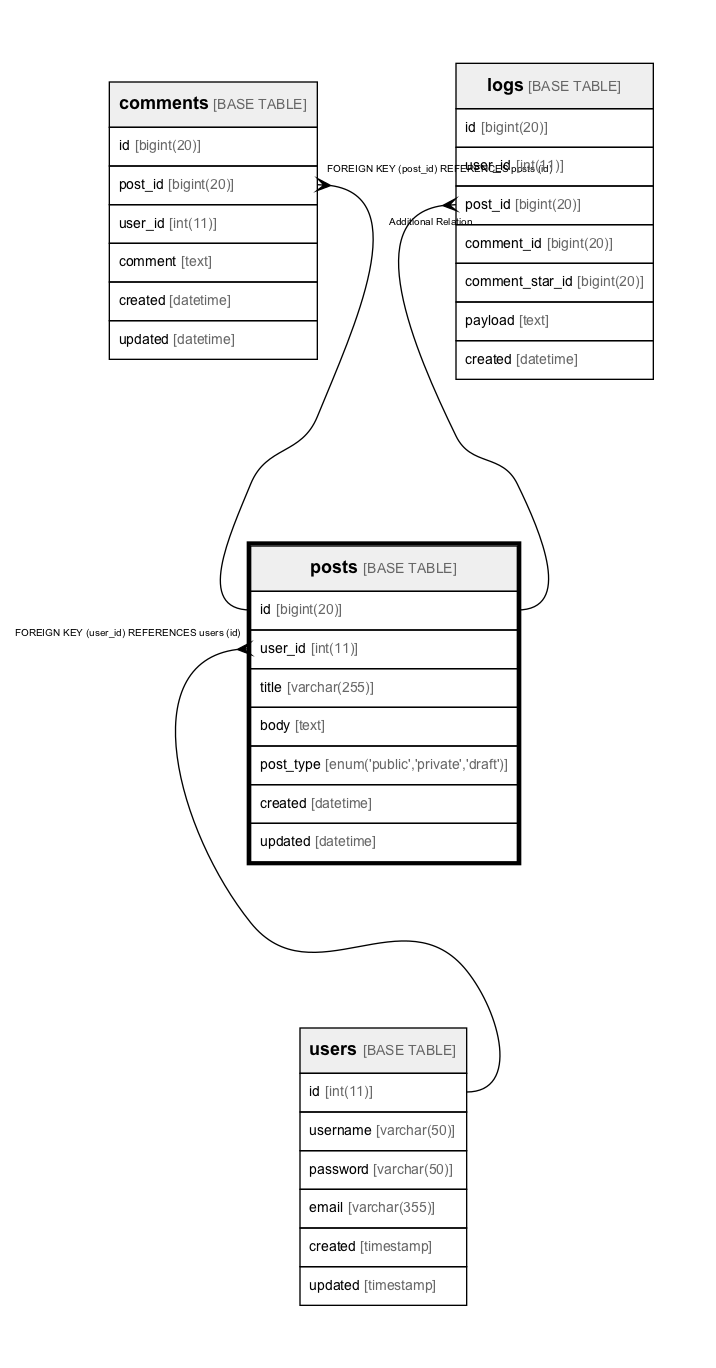 comments [BASE TABLE]
id [bigint(20)]
post_id [bigint(20)]
user_id [int(11)]
comment [text]
created [datetime]
updated [datetime]
logs [BASE TABLE]
id [bigint(20)]
user_id [int(11)]
post_id [bigint(20)]
comment_id [bigint(20)]
comment_star_id [bigint(20)]
payload [text]
created [datetime]
FOREIGN KEY (post_id) REFERENCES posts (id)
Additional Relation
posts [BASE TABLE]
id [bigint(20)]
user_id [int(11)]
title [varchar(255)]
body [text]
post_type [enum('public','private','draft')]
created [datetime]
updated [datetime]
FOREIGN KEY (user_id) REFERENCES users (id)
users [BASE TABLE]
id [int(11)]
username [varchar(50)]
password [varchar(50)]
email [varchar(355)]
created [timestamp]
updated [timestamp]